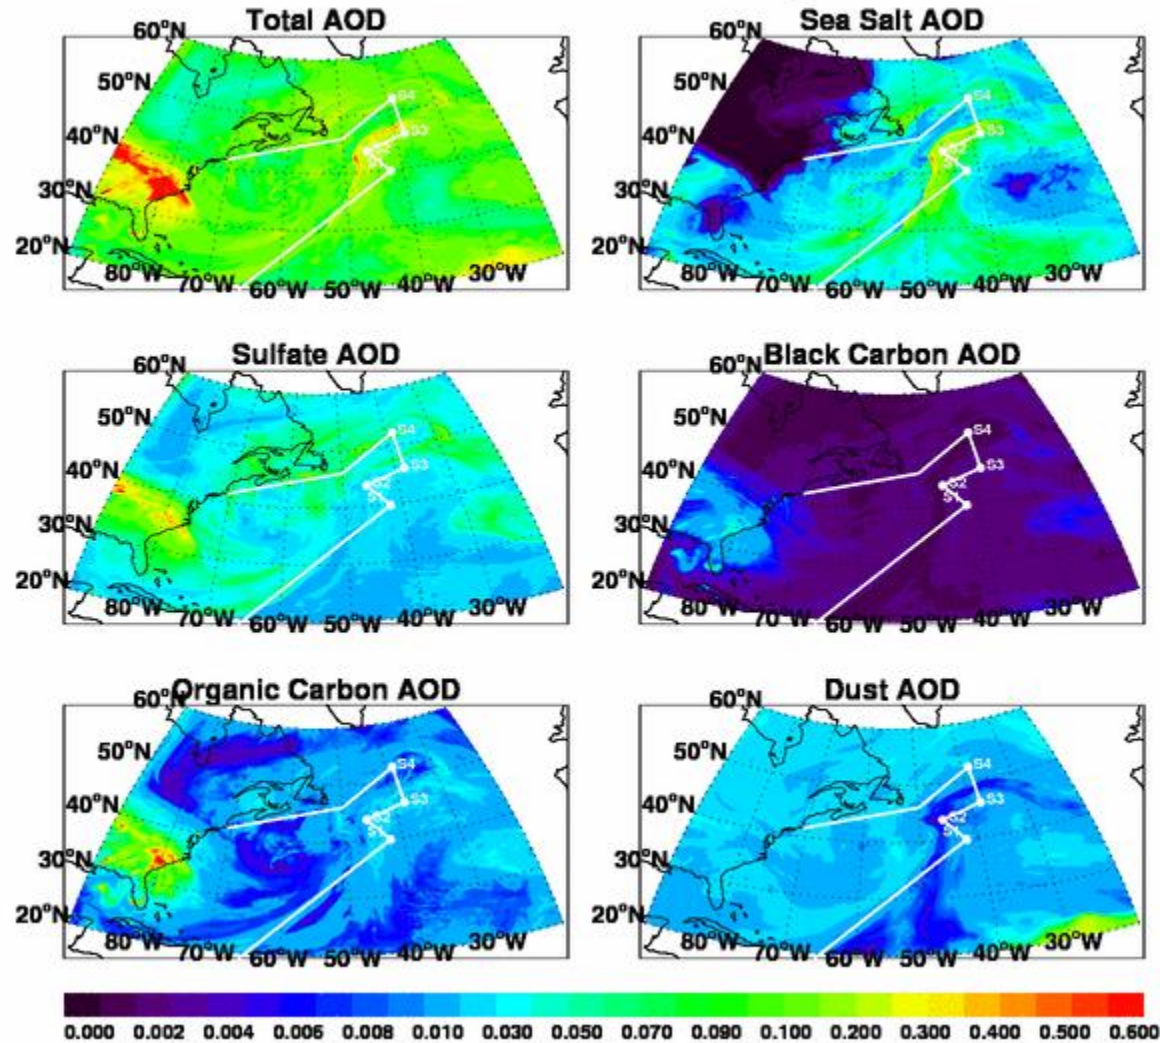 Total AOD
Sea Salt AOD
60°N
50°N
40°N
30°N
20°N
80°W
70°W
60°W
50°W
40°W
30°W
S4
S3
60°N
50°N
40°N
30°N
20°N
80°W
70°W
60°W
50°W
40°W
30°W
S4
S3
Sulfate AOD
Black Carbon AOD
60°N
50°N
40°N
30°N
20°N
80°W
70°W
60°W
50°W
40°W
30°W
S4
S3
S2
60°N
50°N
40°N
30°N
20°N
80°W
70°W
60°W
50°W
40°W
30°W
S4
S3
S2
Organic Carbon AOD
Dust AOD
60°N
50°N
40°N
30°N
20°N
80°W
70°W
60°W
50°W
40°W
30°W
S4
S3
S2
60°N
50°N
40°N
30°N
20°N
80°W
70°W
60°W
50°W
40°W
30°W
S4
S3
S2
0.000 0.002 0.004 0.006 0.008 0.010 0.030 0.050 0.070 0.100 0.200 0.300 0.400 0.500 0.600